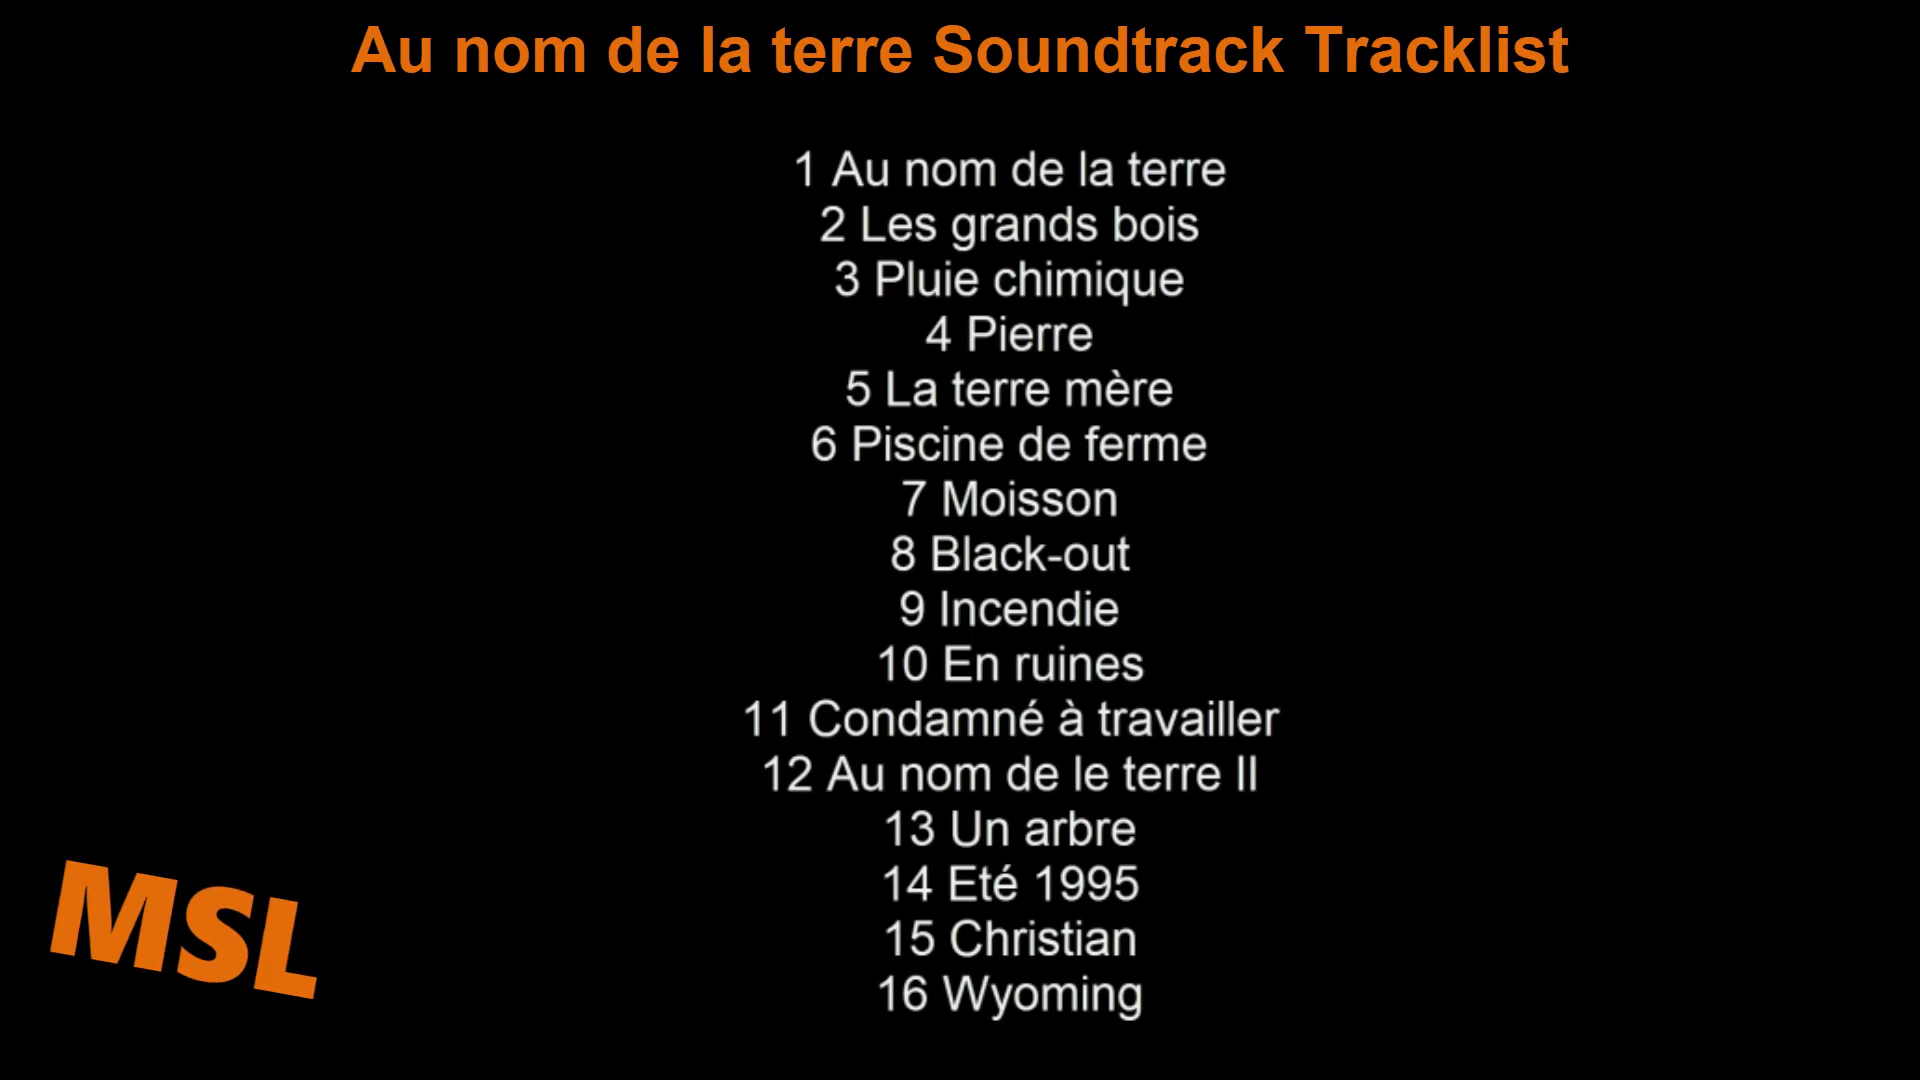 Au nom de la terre Soundtrack Tracklist
1 Au nom de la terre
2 Les grands bois
3 Pluie chimique
4 Pierre
5 La terre mère
6 Piscine de ferme
7 Moisson
8 Black-out
9 Incendie
10 En ruines
11 Condamné à travailler
12 Au nom de le terre II
13 Un arbre
14 Eté 1995
15 Christian
16 Wyoming
MSL